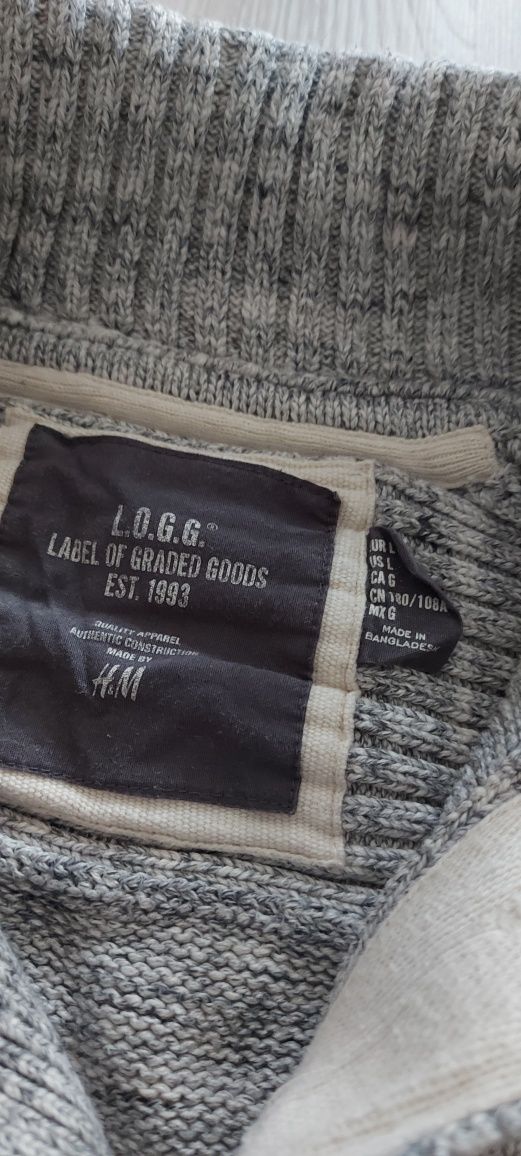 L.O.G.G.®
LABEL OF GRADED GOODS
EST. 1993
QUALITY APPAREL
AUTHENTIC CONSTRUCTION
MADE BY
H&M
EUR L
US L
CA G
CN 180/108A
MX G
MADE IN
BANGLADESH